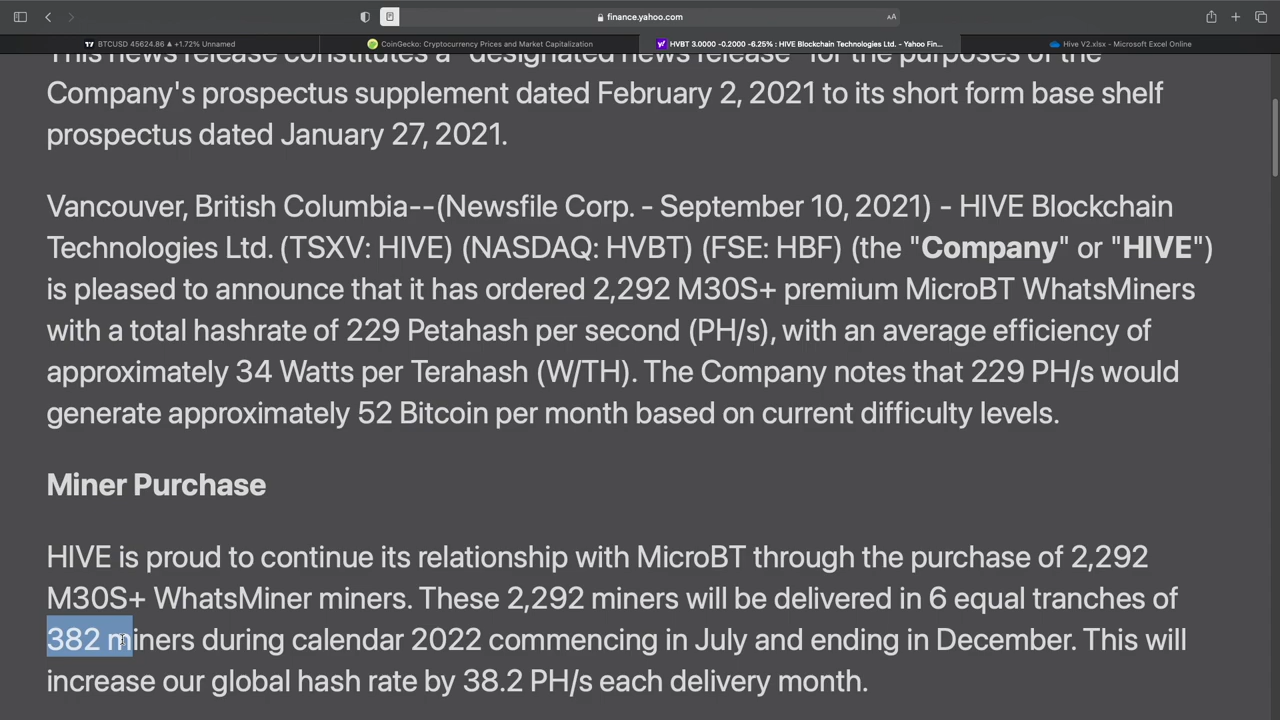 finance.yahoo.com
BTCUSD 45624.86 ▲ +1.72% Unnamed
CoinGecko: Cryptocurrency Prices and Market Capitalization
HVBT 3.0000 -0.2000 -6.25% : HIVE Blockchain Technologies Ltd. - Yahoo Fin...
Hive V2.xlsx - Microsoft Excel Online
This news release constitutes a "designated news release" for the purposes of the
Company's prospectus supplement dated February 2, 2021 to its short form base shelf
prospectus dated January 27, 2021.
Vancouver, British Columbia--(Newsfile Corp. - September 10, 2021) - HIVE Blockchain
Technologies Ltd. (TSXV: HIVE) (NASDAQ: HVBT) (FSE: HBF) (the "Company" or "HIVE")
is pleased to announce that it has ordered 2,292 M30S+ premium MicroBT WhatsMiners
with a total hashrate of 229 Petahash per second (PH/s), with an average efficiency of
approximately 34 Watts per Terahash (W/TH). The Company notes that 229 PH/s would
generate approximately 52 Bitcoin per month based on current difficulty levels.
Miner Purchase
HIVE is proud to continue its relationship with MicroBT through the purchase of 2,292
M30S+ WhatsMiner miners. These 2,292 miners will be delivered in 6 equal tranches of
382 miners during calendar 2022 commencing in July and ending in December. This will
increase our global hash rate by 38.2 PH/s each delivery month.